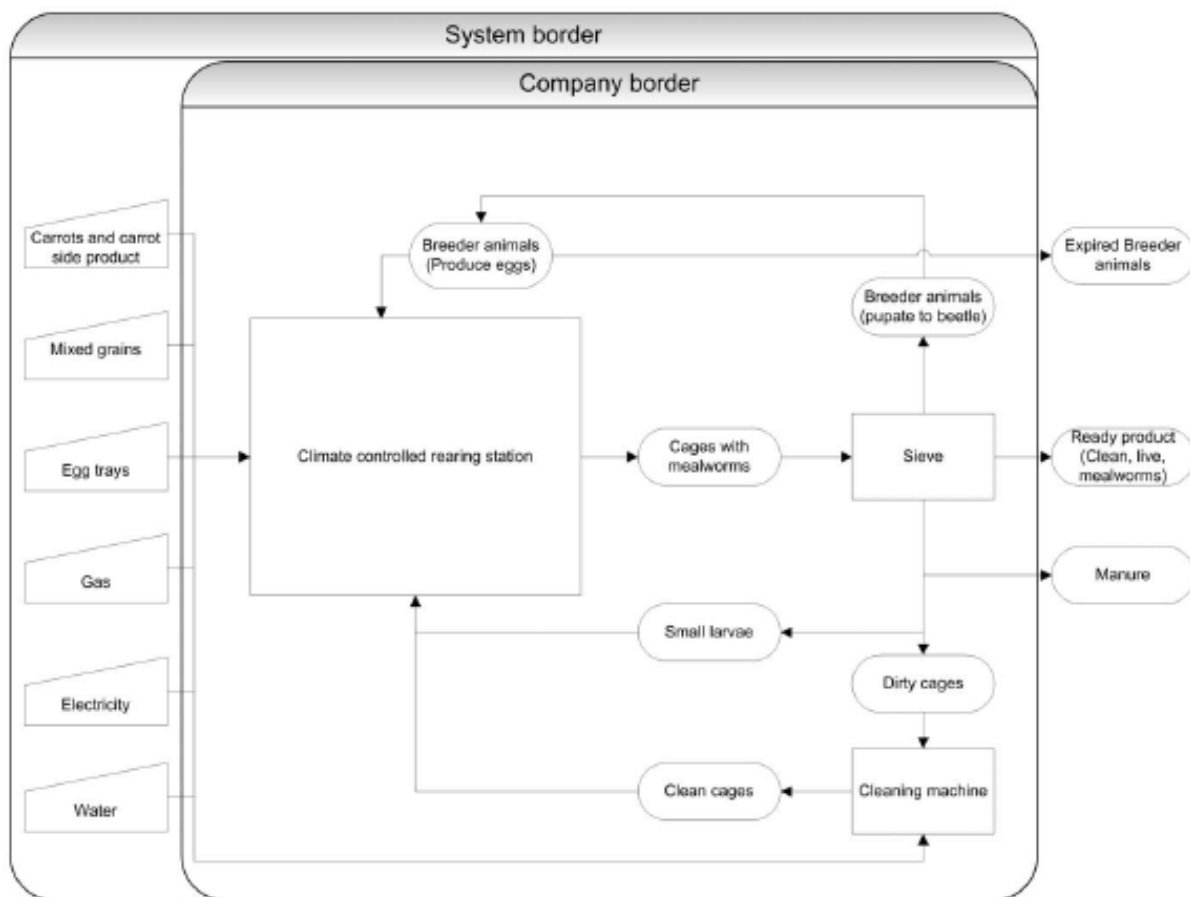 System border
Company border
Carrots and carrot
side product
Breeder animals
(Produce eggs)
Expired Breeder
animals
Breeder animals
(pupate to beetle)
Mixed grains
Egg trays
Climate controlled rearing station
Cages with
mealworms
Sieve
Ready product
(Clean, live,
mealworms)
Gas
Manure
Small larvae
Dirty cages
Electricity
Water
Clean cages
Cleaning machine